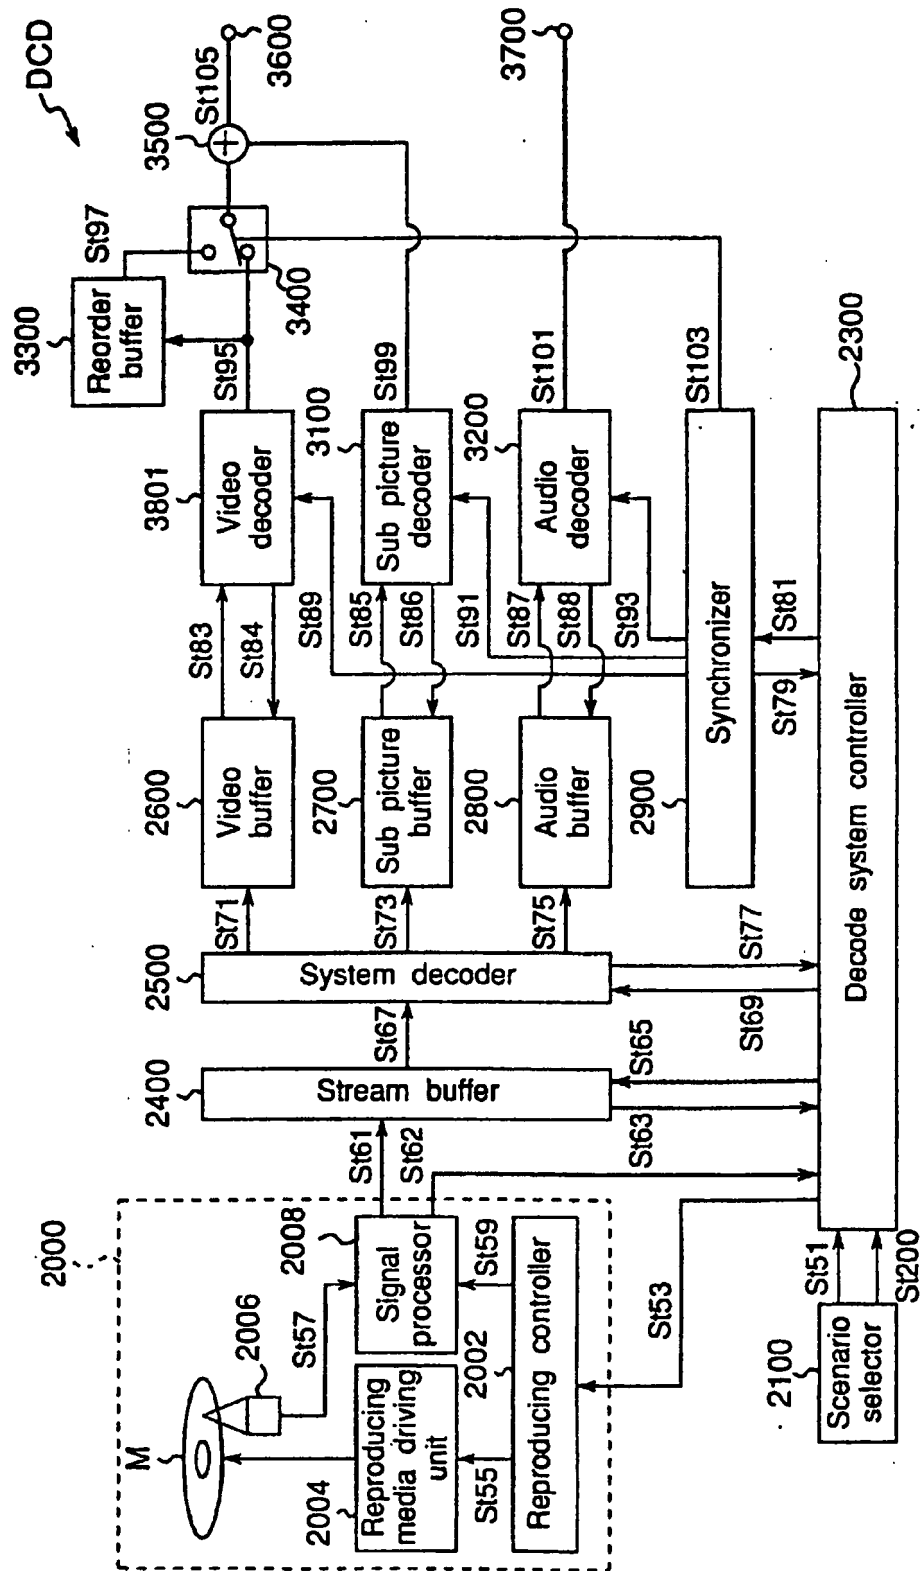 DCD
2000
M
2006
St57
2008
Signal
processor
2004
Reproducing
media driving
unit
St55
2002
St59
Reproducing controller
St53
2100
Scenario
selector
St51
St200
St61
St62
2400
Stream buffer
St63
St65
St67
2500
System decoder
St69
St77
St71
St73
St75
2600
Video
buffer
2700
Sub picture
buffer
2800
Audio
buffer
2900
Synchronizer
St79
St81
St83
St84
St89
St85
St86
St91
St87
St88
St93
3801
Video
decoder
3100
Sub picture
decoder
3200
Audio
decoder
2300
Decode system controller
St95
St99
St101
St103
3300
Reorder
buffer
St97
3400
3500
St105
3600
3700